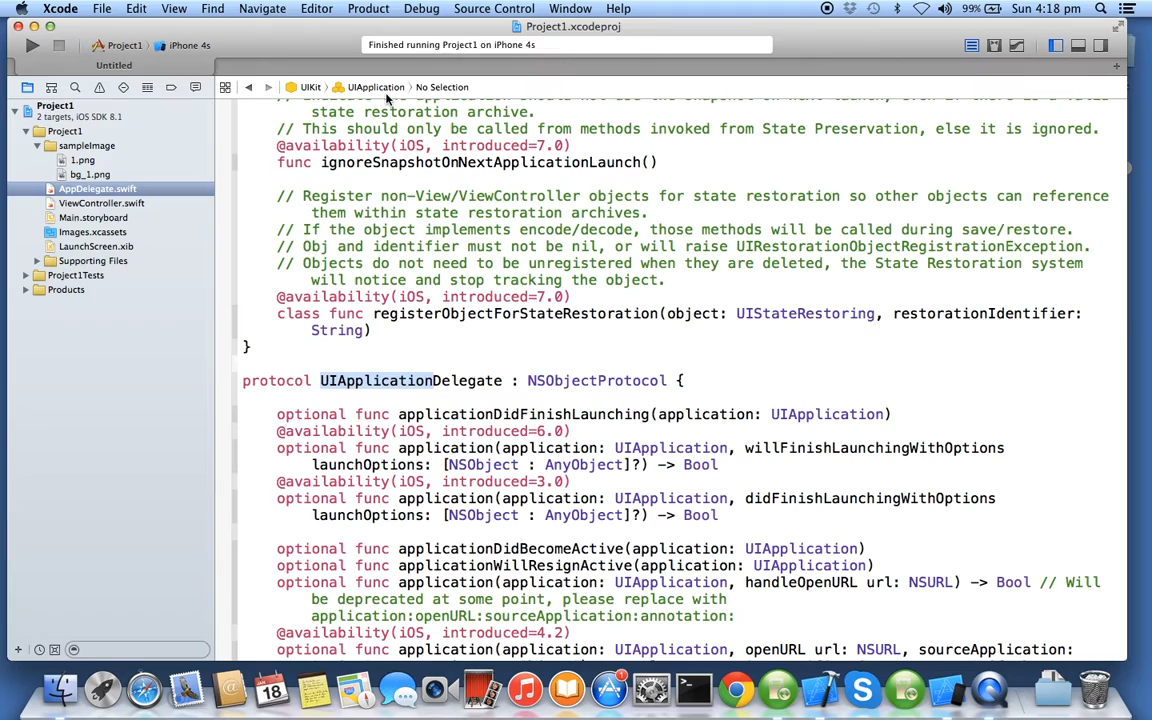 Xcode File Edit View Find Navigate Editor Product Debug Source Control Window Help 99% Sun 4:18 pm
Project1.xcodeproj
Project1 iPhone 4s Finished running Project1 on iPhone 4s
Untitled
UIKit UIApplication No Selection
Project1
2 targets, iOS SDK 8.1
Project1
sampleImage
1.png
bg_1.png
AppDelegate.swift
ViewController.swift
Main.storyboard
Images.xcassets
LaunchScreen.xib
Supporting Files
Project1Tests
Products
state restoration archive.
// This should only be called from methods invoked from State Preservation, else it is ignored.
@availability(iOS, introduced=7.0)
func ignoreSnapshotOnNextApplicationLaunch()
// Register non-View/ViewController objects for state restoration so other objects can reference
them within state restoration archives.
// If the object implements encode/decode, those methods will be called during save/restore.
// Obj and identifier must not be nil, or will raise UIRestorationObjectRegistrationException.
// Objects do not need to be unregistered when they are deleted, the State Restoration system
will notice and stop tracking the object.
@availability(iOS, introduced=7.0)
class func registerObjectForStateRestoration(object: UIStateRestoring, restorationIdentifier:
String)
}
protocol UIApplicationDelegate : NSObjectProtocol {
optional func applicationDidFinishLaunching(application: UIApplication)
@availability(iOS, introduced=6.0)
optional func application(application: UIApplication, willFinishLaunchingWithOptions
launchOptions: [NSObject : AnyObject]?) -> Bool
@availability(iOS, introduced=3.0)
optional func application(application: UIApplication, didFinishLaunchingWithOptions
launchOptions: [NSObject : AnyObject]?) -> Bool
optional func applicationDidBecomeActive(application: UIApplication)
optional func applicationWillResignActive(application: UIApplication)
optional func application(application: UIApplication, handleOpenURL url: NSURL) -> Bool // Will
be deprecated at some point, please replace with
application:openURL:sourceApplication:annotation:
@availability(iOS, introduced=4.2)
optional func application(application: UIApplication, openURL url: NSURL, sourceApplication:
JAN
18